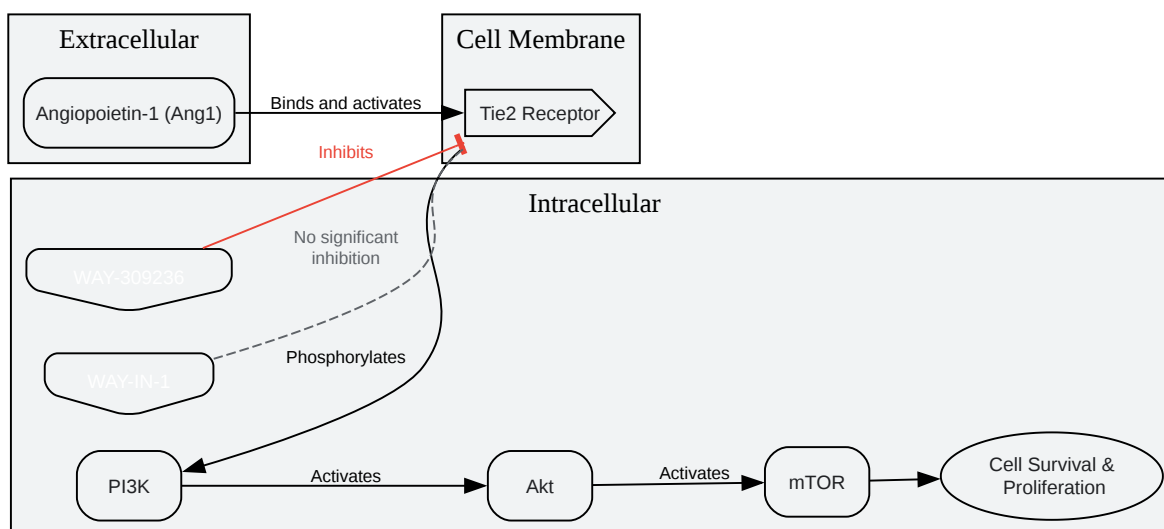 Extracellular
Cell Membrane
Angiopoietin-1 (Ang1)
Binds and activates
Tie2 Receptor
Inhibits
Intracellular
No significant
inhibition
WAY-309236
Phosphorylates
WAY-IN-1
PI3K
Activates
Akt
Activates
mTOR
Cell Survival &
Proliferation